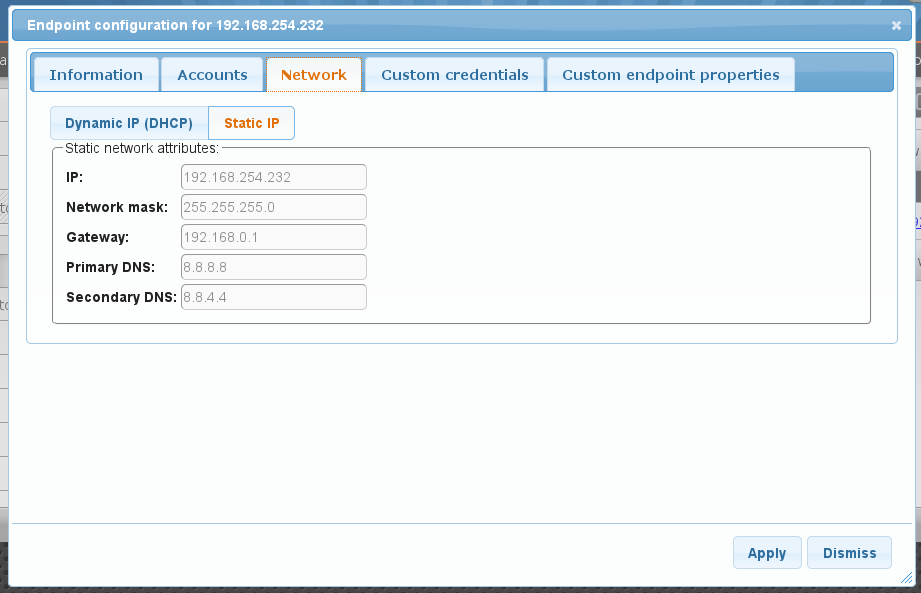 Endpoint configuration for 192.168.254.232
Information Accounts Network Custom credentials Custom endpoint properties
Dynamic IP (DHCP) Static IP
Static network attributes:
IP: 192.168.254.232
Network mask: 255.255.255.0
Gateway: 192.168.0.1
Primary DNS: 8.8.8.8
Secondary DNS: 8.8.4.4
Apply Dismiss